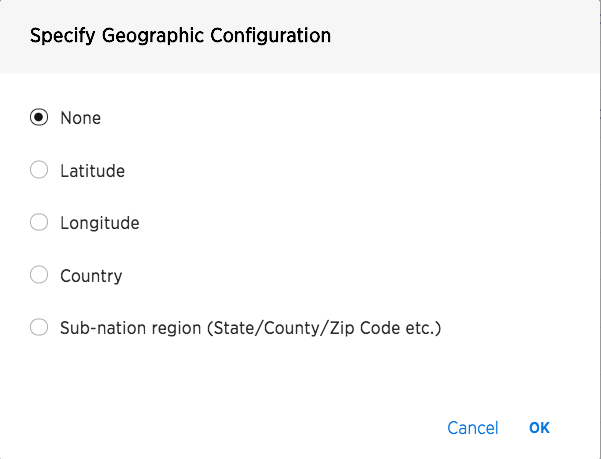 Specify Geographic Configuration
None
Latitude
Longitude
Country
Sub-nation region (State/County/Zip Code etc.)
Cancel OK